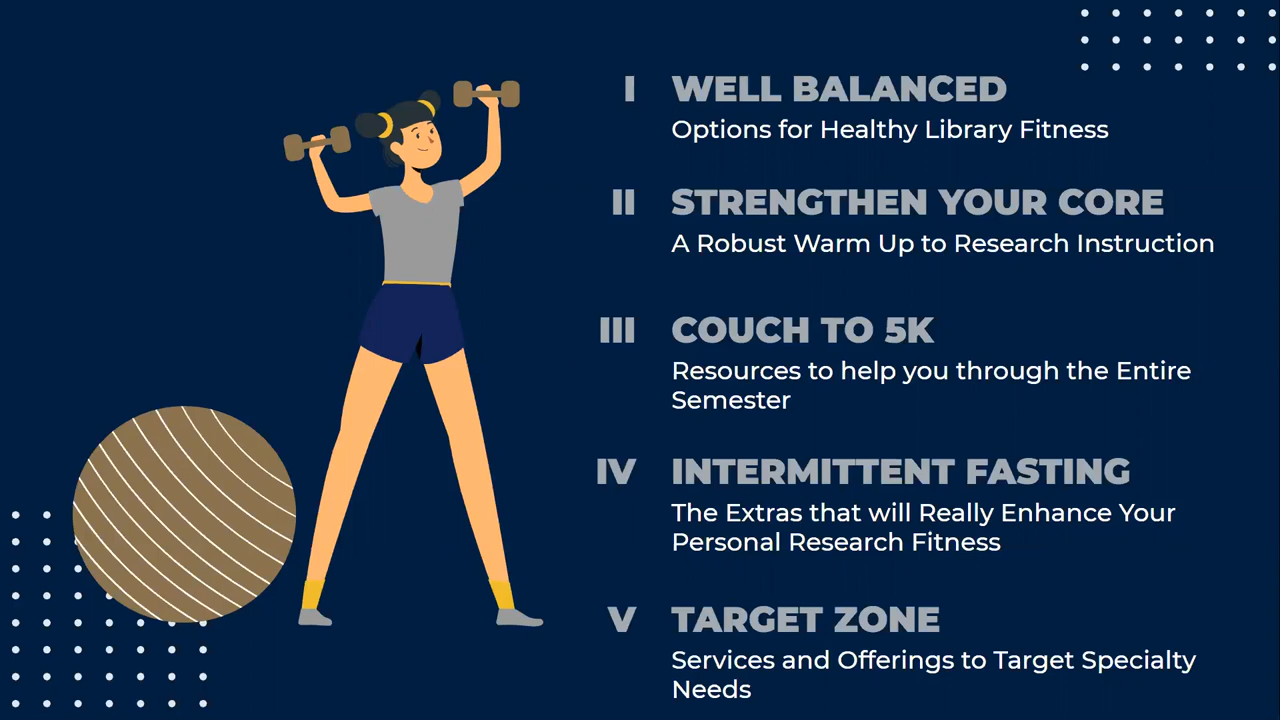 I WELL BALANCED
Options for Healthy Library Fitness
II STRENGTHEN YOUR CORE
A Robust Warm Up to Research Instruction
III COUCH TO 5K
Resources to help you through the Entire
Semester
IV INTERMITTENT FASTING
The Extras that will Really Enhance Your
Personal Research Fitness
V TARGET ZONE
Services and Offerings to Target Specialty
Needs